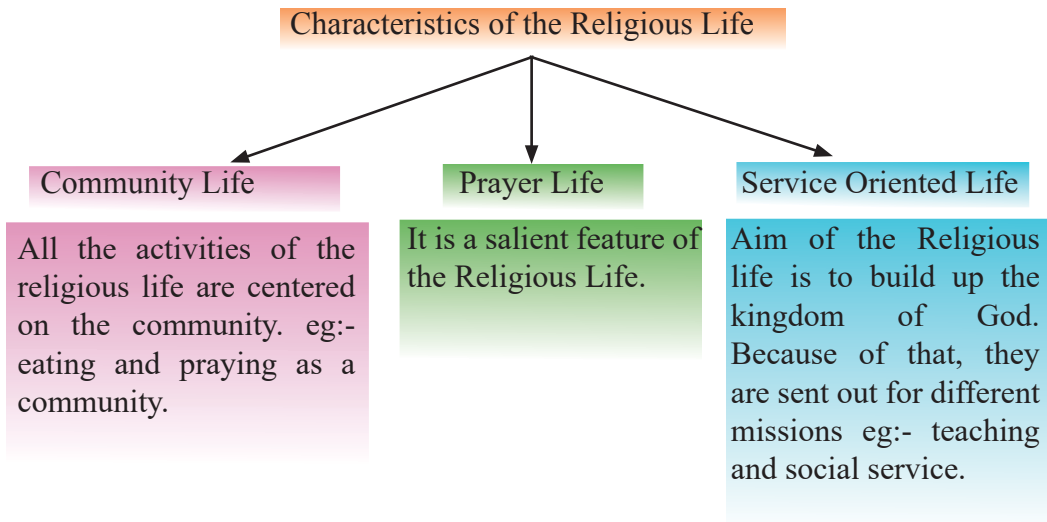 Characteristics of the Religious Life
Community Life
All the activities of the
religious life are centered
on the community. eg:-
eating and praying as a
community.
Prayer Life
It is a salient feature of
the Religious Life.
Service Oriented Life
Aim of the Religious
life is to build up the
kingdom of God.
Because of that, they
are sent out for different
missions eg:- teaching
and social service.